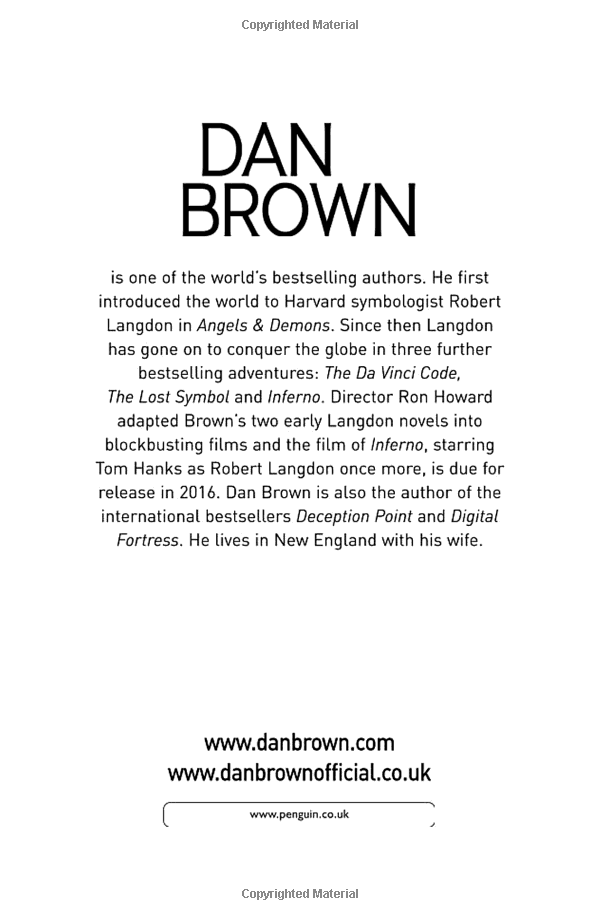 Copyrighted Material
DAN
BROWN
is one of the world's bestselling authors. He first
introduced the world to Harvard symbologist Robert
Langdon in Angels & Demons. Since then Langdon
has gone on to conquer the globe in three further
bestselling adventures: The Da Vinci Code,
The Lost Symbol and Inferno. Director Ron Howard
adapted Brown's two early Langdon novels into
blockbusting films and the film of Inferno, starring
Tom Hanks as Robert Langdon once more, is due for
release in 2016. Dan Brown is also the author of the
international bestsellers Deception Point and Digital
Fortress. He lives in New England with his wife.
www.danbrown.com
www.danbrownofficial.co.uk
www.penguin.co.uk
Copyrighted Material